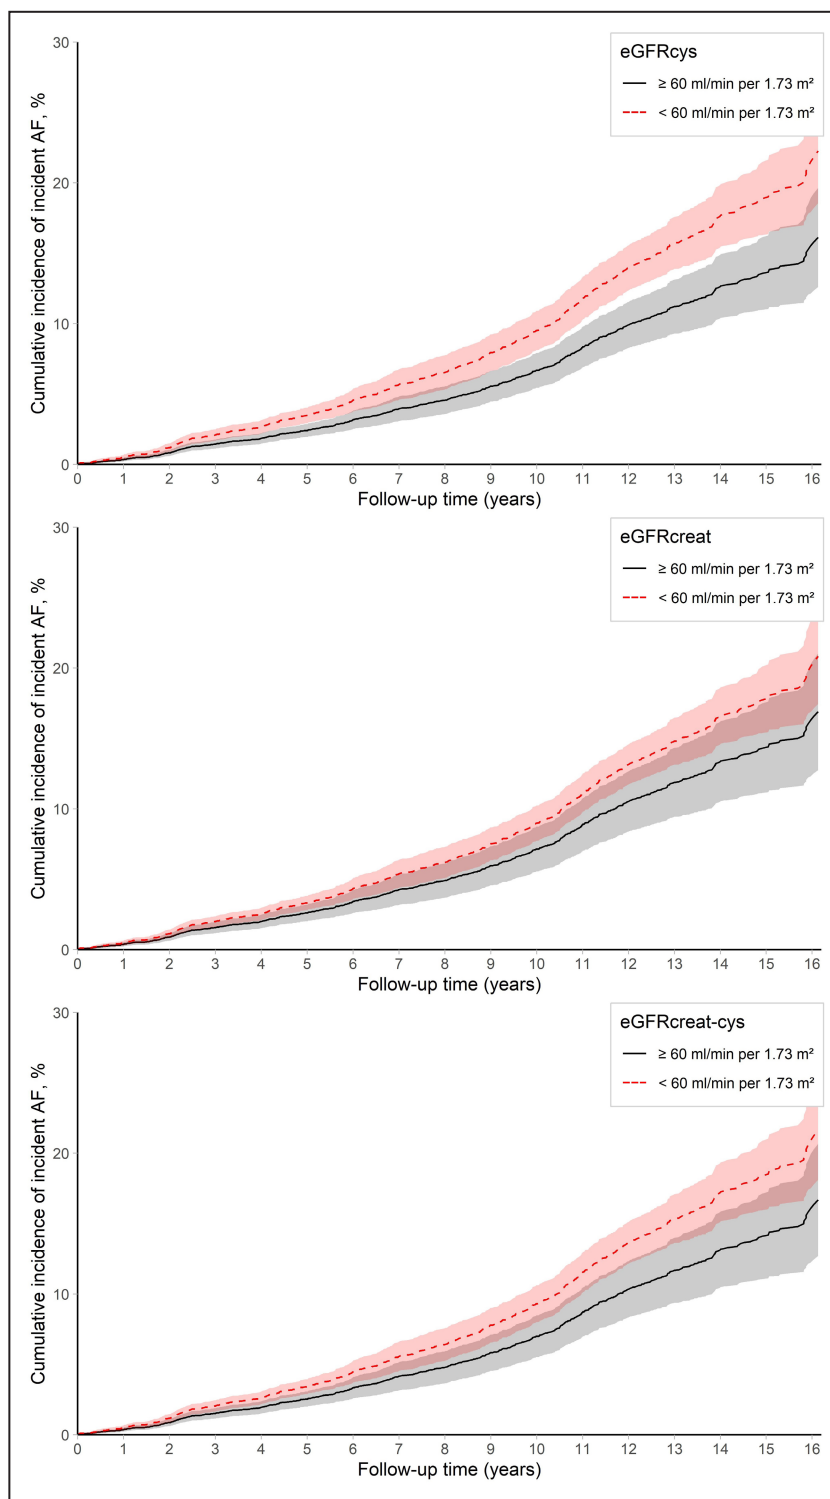 30
20
10
0
Cumulative incidence of incident AF, %
eGFRcys
≥ 60 ml/min per 1.73 m²
< 60 ml/min per 1.73 m²
0 1 2 3 4 5 6 7 8 9 10 11 12 13 14 15 16
Follow-up time (years)
30
20
10
0
Cumulative incidence of incident AF, %
eGFRcreat
≥ 60 ml/min per 1.73 m²
< 60 ml/min per 1.73 m²
0 1 2 3 4 5 6 7 8 9 10 11 12 13 14 15 16
Follow-up time (years)
30
20
10
0
Cumulative incidence of incident AF, %
eGFRcreat-cys
≥ 60 ml/min per 1.73 m²
< 60 ml/min per 1.73 m²
0 1 2 3 4 5 6 7 8 9 10 11 12 13 14 15 16
Follow-up time (years)